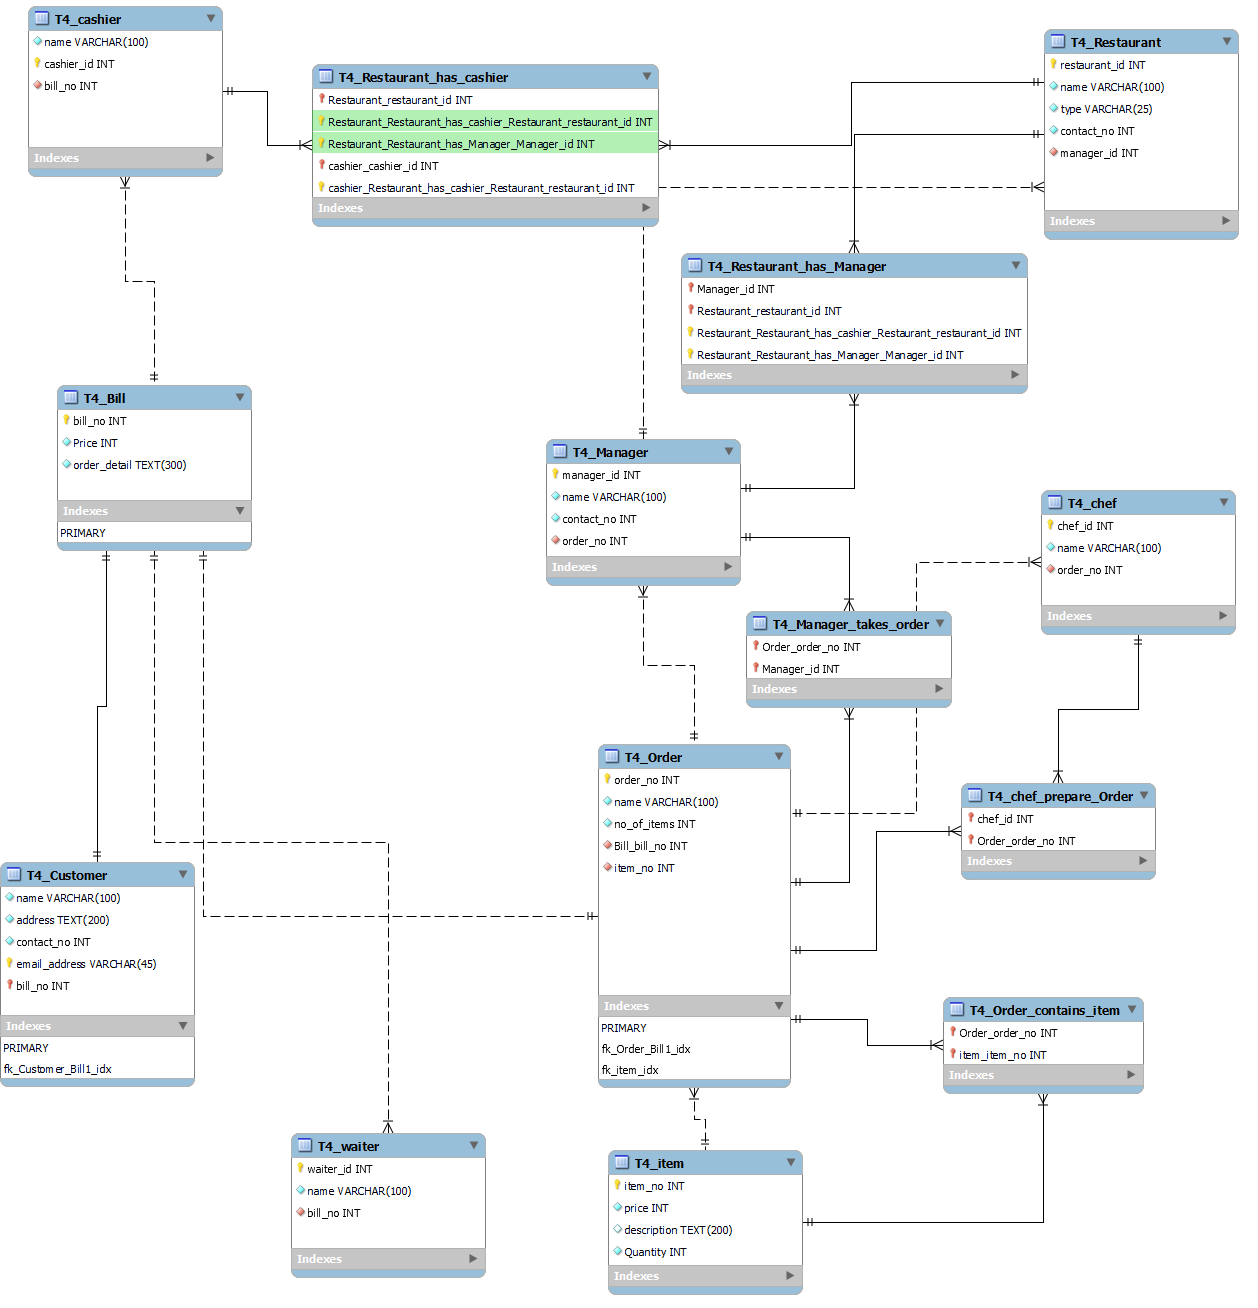 T4_cashier
name VARCHAR(100)
cashier_id INT
bill_no INT
Indexes
T4_Restaurant_has_cashier
Restaurant_restaurant_id INT
Restaurant_Restaurant_has_cashier_Restaurant_restaurant_id INT
Restaurant_Restaurant_has_Manager_Manager_id INT
cashier_cashier_id INT
cashier_Restaurant_has_cashier_Restaurant_restaurant_id INT
Indexes
T4_Restaurant
restaurant_id INT
name VARCHAR(100)
type VARCHAR(25)
contact_no INT
manager_id INT
Indexes
T4_Restaurant_has_Manager
Manager_id INT
Restaurant_restaurant_id INT
Restaurant_Restaurant_has_cashier_Restaurant_restaurant_id INT
Restaurant_Restaurant_has_Manager_Manager_id INT
Indexes
T4_Bill
bill_no INT
Price INT
order_detail TEXT(300)
Indexes
PRIMARY
T4_Manager
manager_id INT
name VARCHAR(100)
contact_no INT
order_no INT
Indexes
T4_chef
chef_id INT
name VARCHAR(100)
order_no INT
Indexes
T4_Manager_takes_order
Order_order_no INT
Manager_id INT
Indexes
T4_Order
order_no INT
name VARCHAR(100)
no_of_items INT
Bill_bill_no INT
item_no INT
Indexes
PRIMARY
fk_Order_Bill1_idx
fk_item_idx
T4_chef_prepare_Order
chef_id INT
Order_order_no INT
Indexes
T4_Customer
name VARCHAR(100)
address TEXT(200)
contact_no INT
email_address VARCHAR(45)
bill_no INT
Indexes
PRIMARY
fk_Customer_Bill1_idx
T4_Order_contains_item
Order_order_no INT
item_item_no INT
Indexes
T4_waiter
waiter_id INT
name VARCHAR(100)
bill_no INT
Indexes
T4_item
item_no INT
price INT
description TEXT(200)
Quantity INT
Indexes